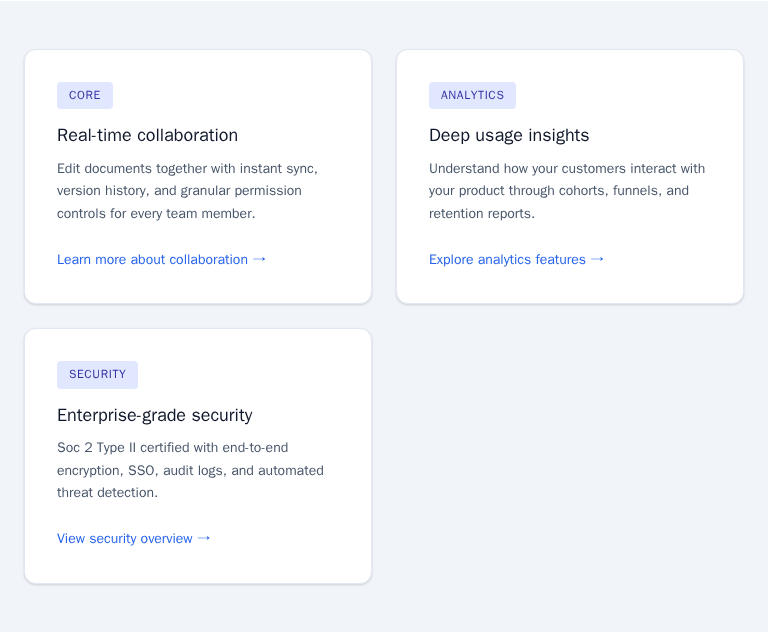 CORE
Real-time collaboration
Edit documents together with instant sync,
version history, and granular permission
controls for every team member.
Learn more about collaboration →
ANALYTICS
Deep usage insights
Understand how your customers interact with
your product through cohorts, funnels, and
retention reports.
Explore analytics features →
SECURITY
Enterprise-grade security
Soc 2 Type II certified with end-to-end
encryption, SSO, audit logs, and automated
threat detection.
View security overview →